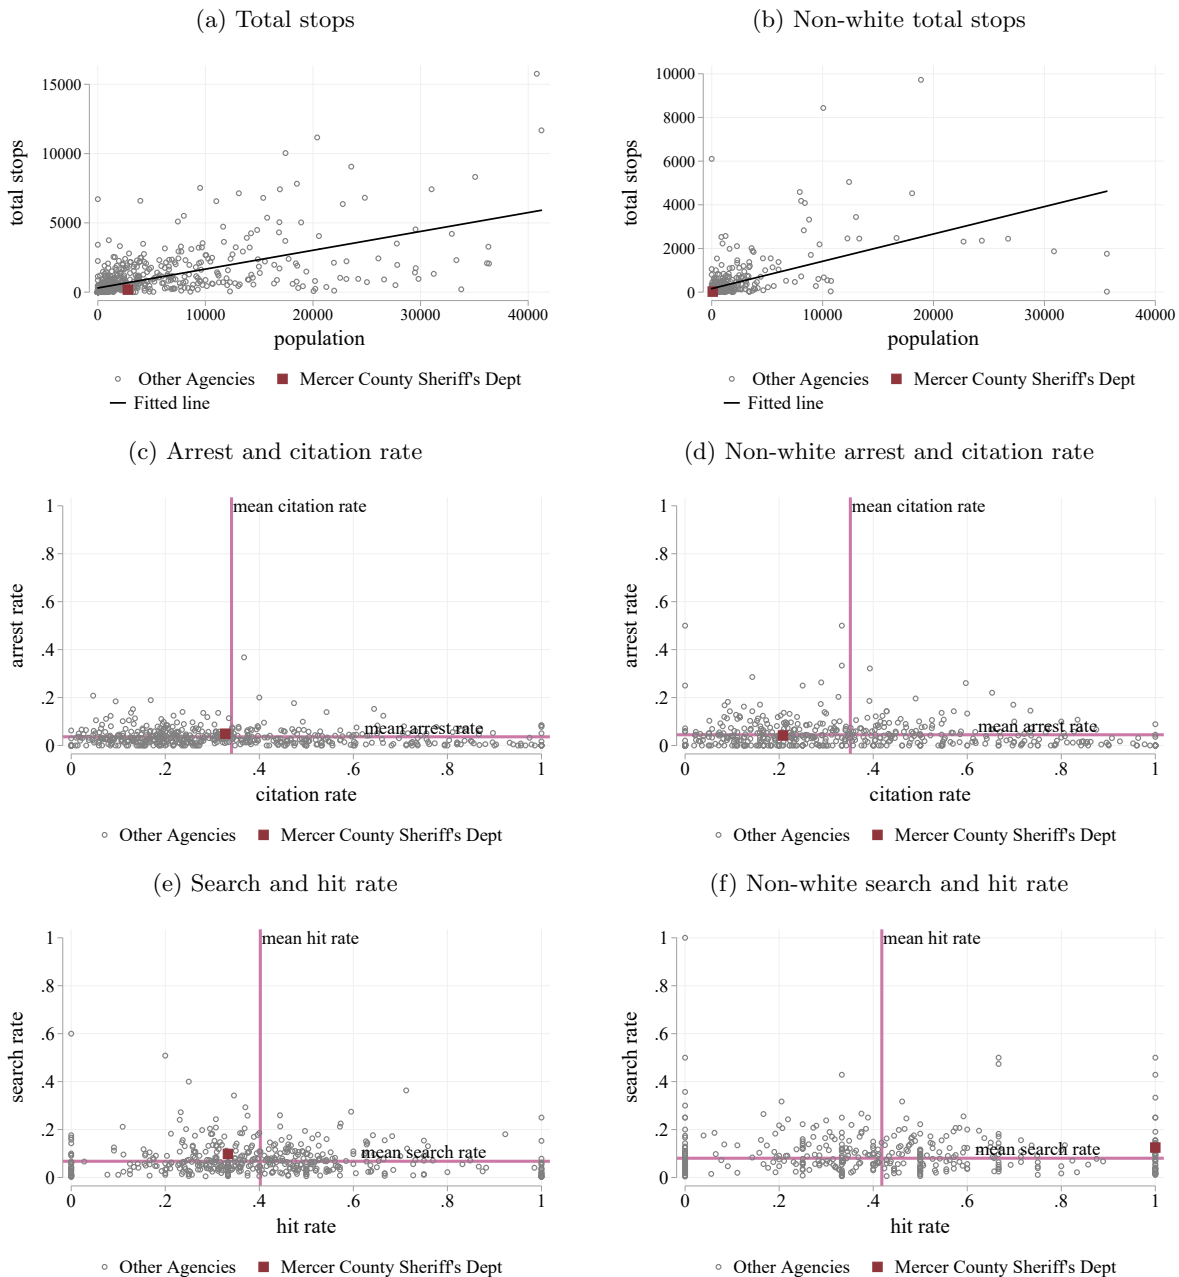 (a) Total stops
(b) Non-white total stops
total stops
15000
10000
5000
0
0 10000 20000 30000 40000
population
Other Agencies Mercer County Sheriff's Dept
Fitted line
total stops
10000
8000
6000
4000
2000
0
0 10000 20000 30000 40000
population
Other Agencies Mercer County Sheriff's Dept
Fitted line
(c) Arrest and citation rate
(d) Non-white arrest and citation rate
arrest rate
1
.8
.6
.4
.2
0
mean citation rate
mean arrest rate
0 .2 .4 .6 .8 1
citation rate
Other Agencies Mercer County Sheriff's Dept
arrest rate
1
.8
.6
.4
.2
0
mean citation rate
mean arrest rate
0 .2 .4 .6 .8 1
citation rate
Other Agencies Mercer County Sheriff's Dept
(e) Search and hit rate
(f) Non-white search and hit rate
search rate
1
.8
.6
.4
.2
0
mean hit rate
mean search rate
0 .2 .4 .6 .8 1
hit rate
Other Agencies Mercer County Sheriff's Dept
search rate
1
.8
.6
.4
.2
0
mean hit rate
mean search rate
0 .2 .4 .6 .8 1
hit rate
Other Agencies Mercer County Sheriff's Dept